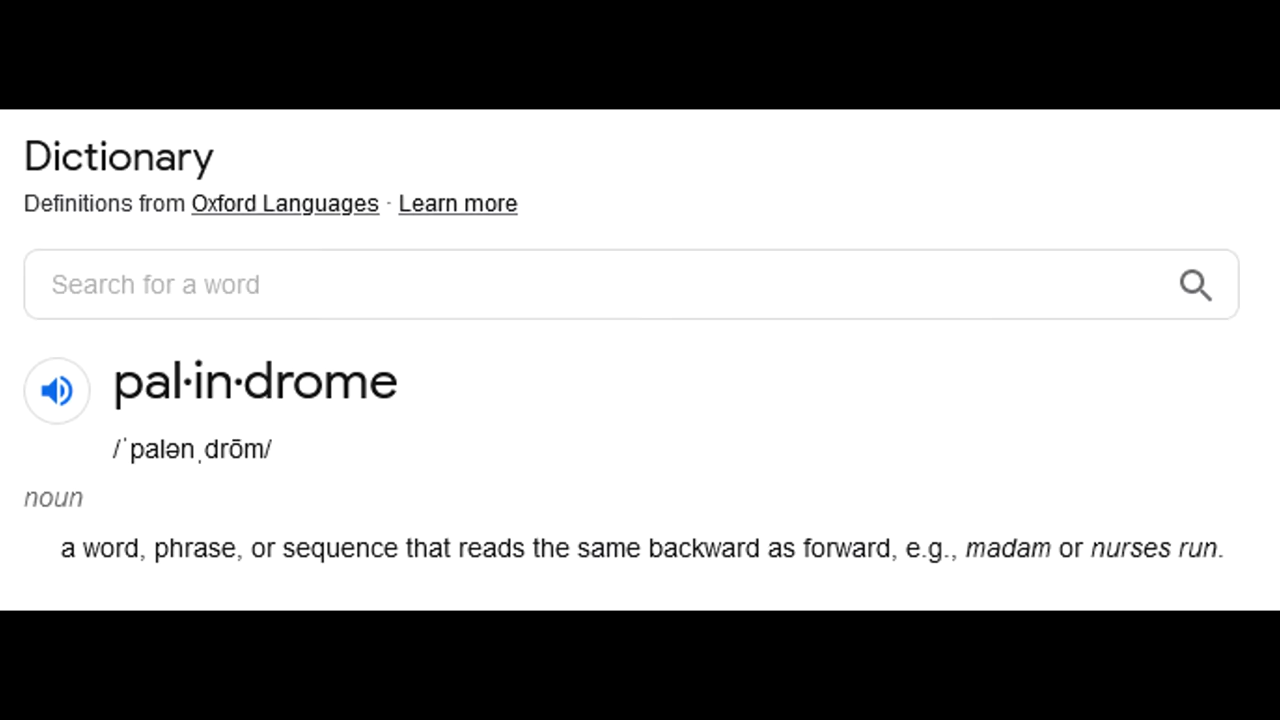 Dictionary
Definitions from Oxford Languages · Learn more
Search for a word
pal·in·drome
/ˈpalənˌdrōm/
noun
a word, phrase, or sequence that reads the same backward as forward, e.g., madam or nurses run.